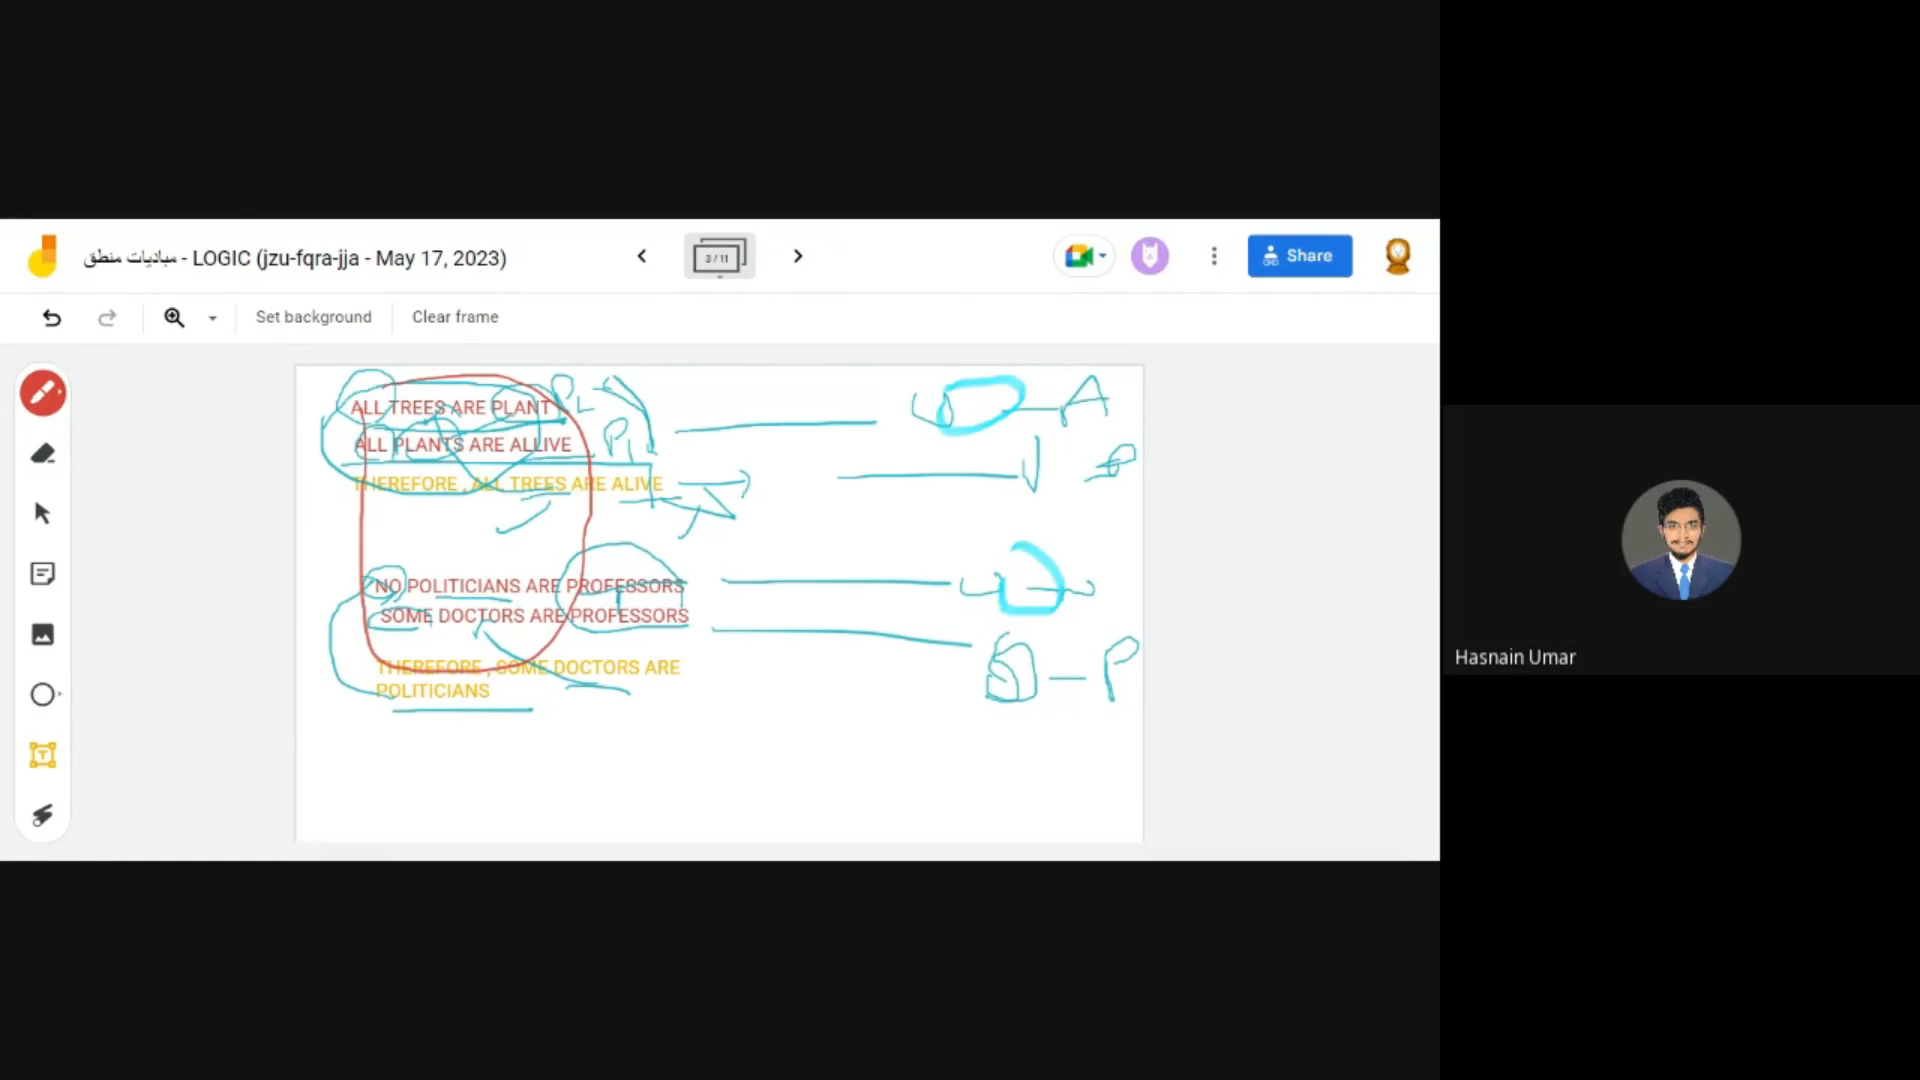 مبادیات منطق - LOGIC (jzu-fqra-jja - May 17, 2023)
3 / 11
Share
Set background
Clear frame
ALL TREES ARE PLANT
ALL PLANTS ARE ALLIVE
THEREFORE , ALL TREES ARE ALIVE
NO POLITICIANS ARE PROFESSORS
SOME DOCTORS ARE PROFESSORS
THEREFORE , SOME DOCTORS ARE
POLITICIANS
S - P
Hasnain Umar